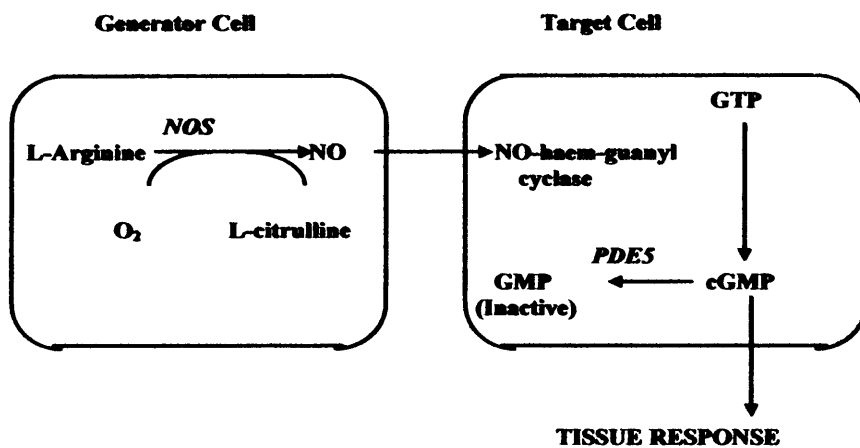 Generator Cell
Target Cell
NOS
L-Arginine
NO
O₂
L-citrulline
GTP
NO-haem-guanyl
cyclase
PDE5
GMP
(Inactive)
cGMP
TISSUE RESPONSE